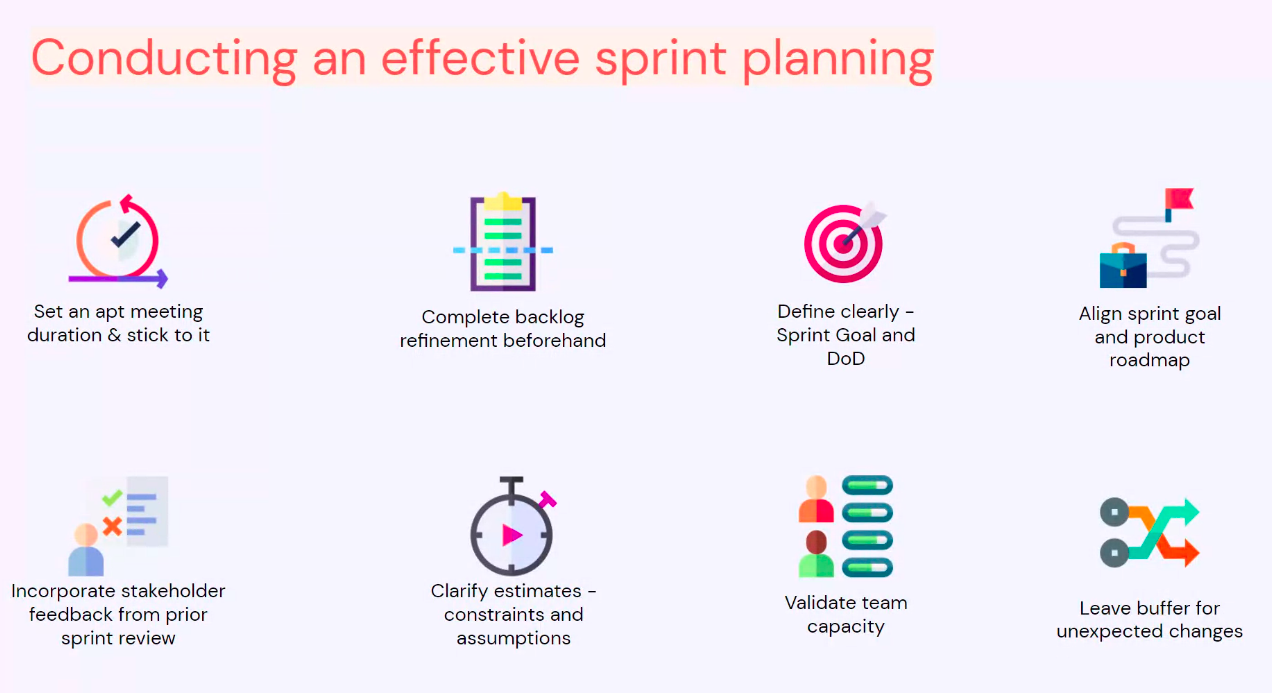 Conducting an effective sprint planning
Set an apt meeting
duration & stick to it
Complete backlog
refinement beforehand
Define clearly –
Sprint Goal and
DoD
Align sprint goal
and product
roadmap
Incorporate stakeholder
feedback from prior
sprint review
Clarify estimates –
constraints and
assumptions
Validate team
capacity
Leave buffer for
unexpected changes